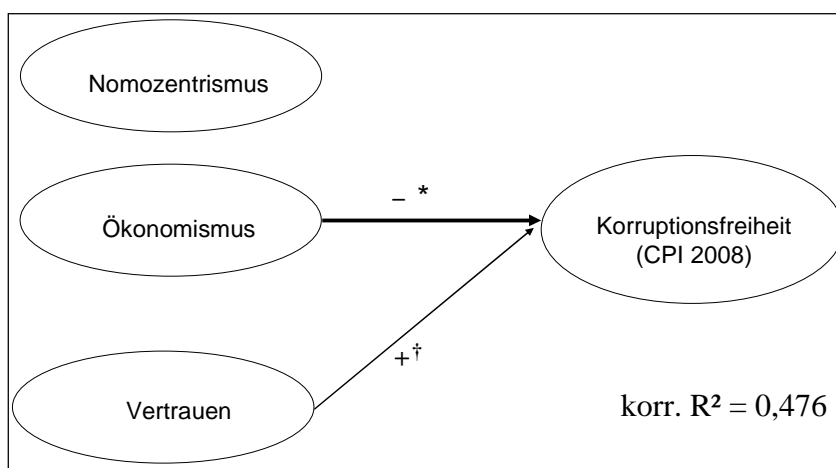 Nomozentrismus
– *
Ökonomismus
Korruptionsfreiheit
(CPI 2008)
+†
Vertrauen
korr. R² = 0,476